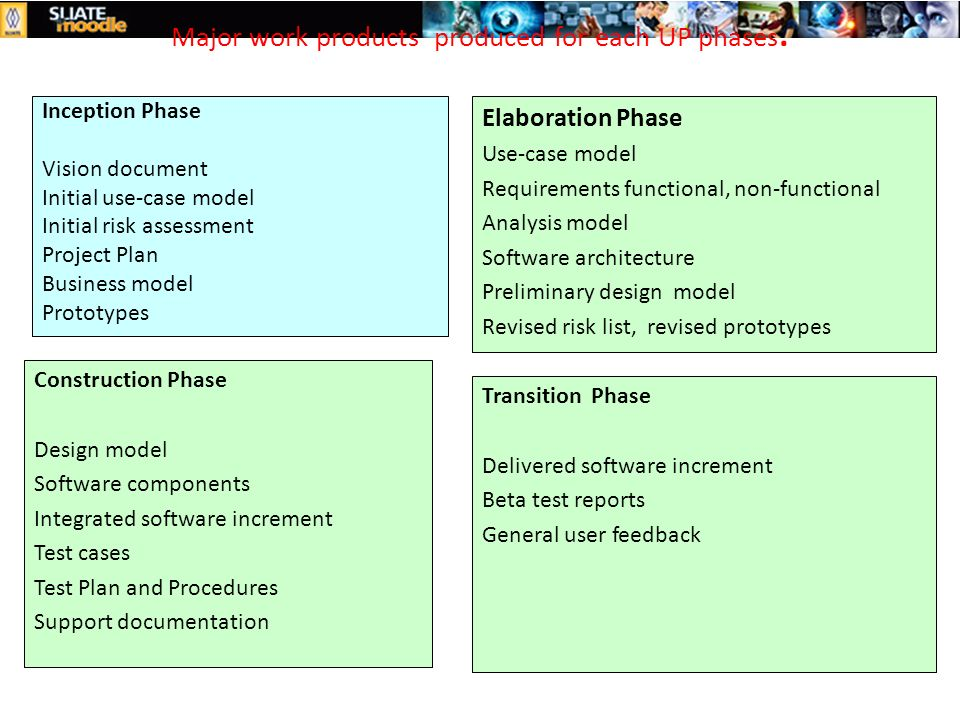 SLIATE
moodle
Major work products produced for each UP phases.
Inception Phase
Vision document
Initial use-case model
Initial risk assessment
Project Plan
Business model
Prototypes
Elaboration Phase
Use-case model
Requirements functional, non-functional
Analysis model
Software architecture
Preliminary design model
Revised risk list, revised prototypes
Construction Phase
Design model
Software components
Integrated software increment
Test cases
Test Plan and Procedures
Support documentation
Transition Phase
Delivered software increment
Beta test reports
General user feedback